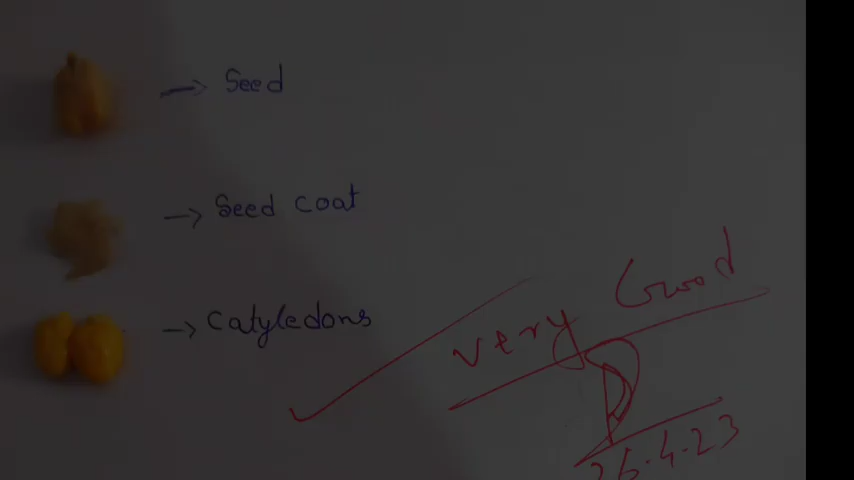 → Seed
→ Seed coat
→ Catyledons
Very Good
26.4.23